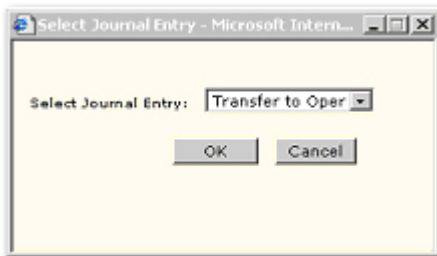 Select Journal Entry - Microsoft Intern...
Select Journal Entry: Transfer to Oper
OK Cancel